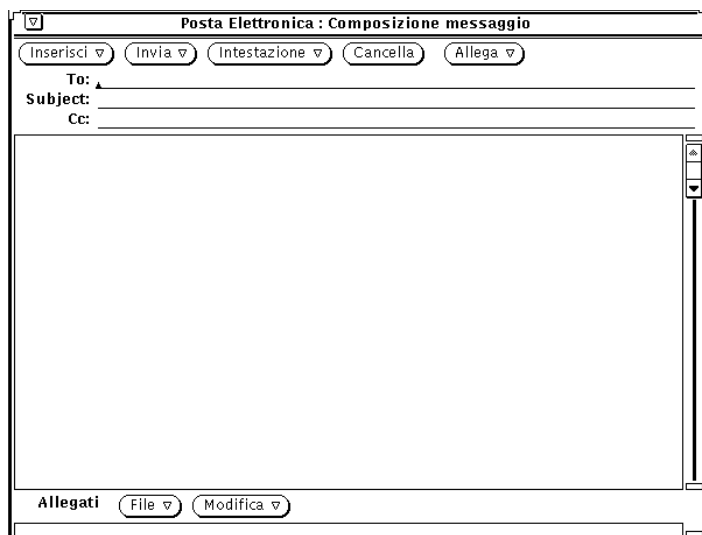 Posta Elettronica : Composizione messaggio
Inserisci Invia Intestazione Cancella Allega
To:
Subject:
Cc:
Allegati File Modifica